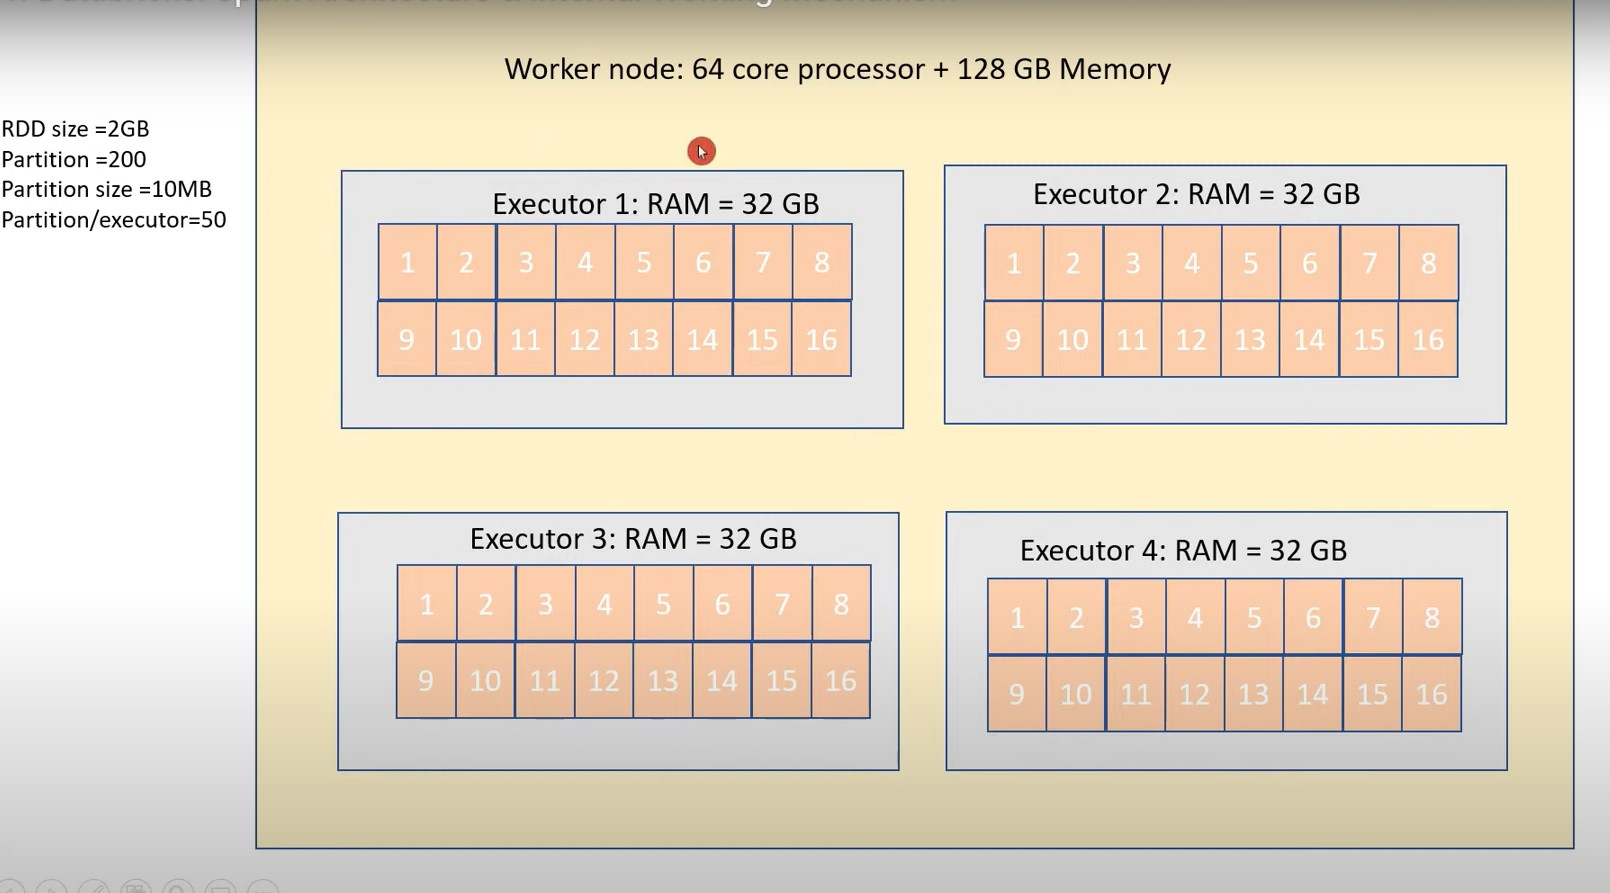 Worker node: 64 core processor + 128 GB Memory
RDD size =2GB
Partition =200
Partition size =10MB
Partition/executor=50
Executor 1: RAM = 32 GB
1 2 3 4 5 6 7 8
9 10 11 12 13 14 15 16
Executor 2: RAM = 32 GB
1 2 3 4 5 6 7 8
9 10 11 12 13 14 15 16
Executor 3: RAM = 32 GB
1 2 3 4 5 6 7 8
9 10 11 12 13 14 15 16
Executor 4: RAM = 32 GB
1 2 3 4 5 6 7 8
9 10 11 12 13 14 15 16